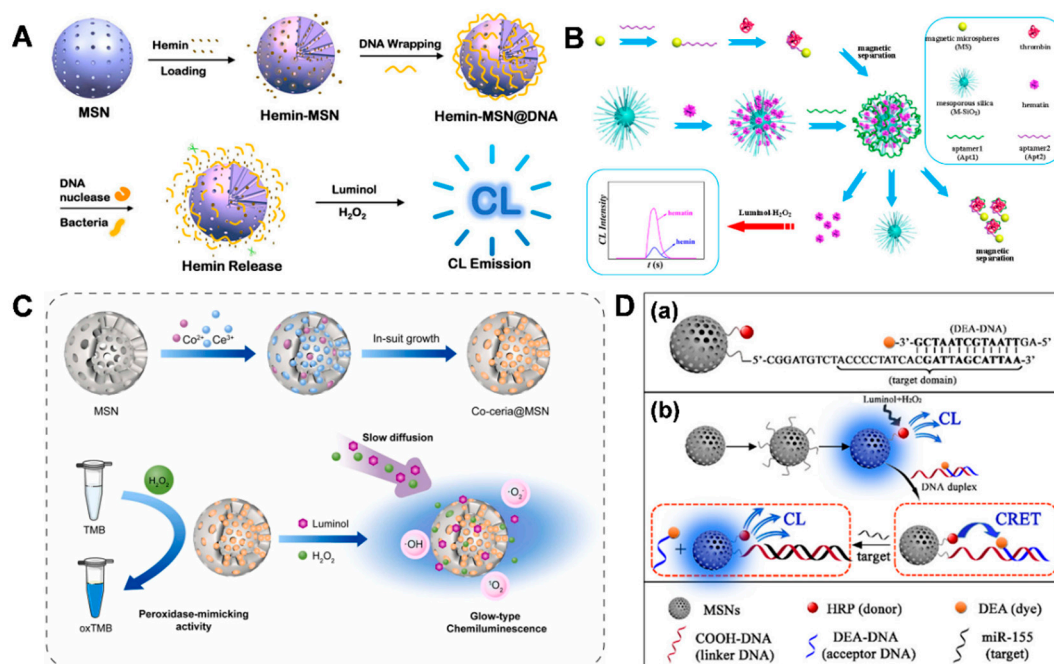 A
Hemin
Loading
DNA Wrapping
MSN
Hemin-MSN
Hemin-MSN@DNA
DNA
nuclease
Bacteria
Luminol
H₂O₂
CL
Hemin Release
CL Emission
B
magnetic
separation
magnetic microspheres
(MS)
thrombin
mesoporous silica
(M-SiO₂)
hematin
aptamer1
(Apt1)
aptamer2
(Apt2)
CL Intensity
hematin
hemin
t (s)
Luminol H₂O₂
magnetic
separation
C
Co²⁺
Ce³⁺
In-suit growth
MSN
Co-ceria@MSN
Slow diffusion
H₂O₂
TMB
oxTMB
Peroxidase-mimicking
activity
Luminol
H₂O₂
·O₂⁻
·OH
¹O₂
Glow-type
Chemiluminescence
D
(a)
(DEA-DNA)
-3'-GCTAATCGTAATTGA-5'
5'-CGGATGTCTACCCCTATCACGATTAGCATTAA-3'
(target domain)
(b)
Luminol+H₂O₂
CL
DNA duplex
CL
+
target
CRET
MSNs
HRP (donor)
DEA (dye)
COOH-DNA
(linker DNA)
DEA-DNA
(acceptor DNA)
miR-155
(target)